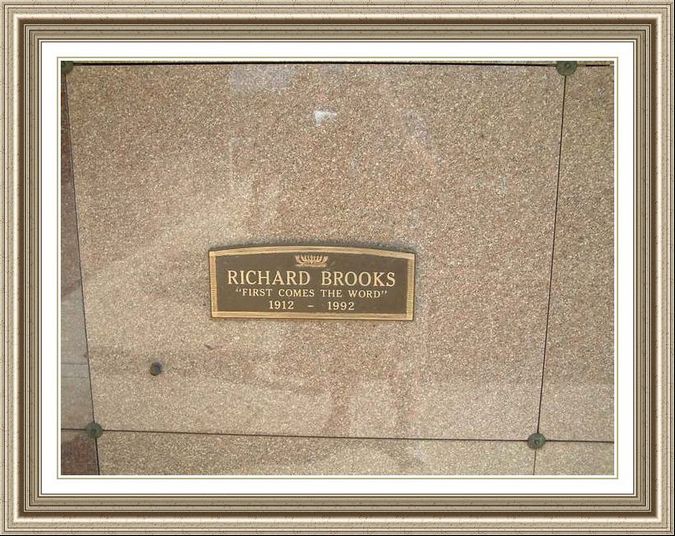 RICHARD BROOKS
"FIRST COMES THE WORD"
1912 - 1992